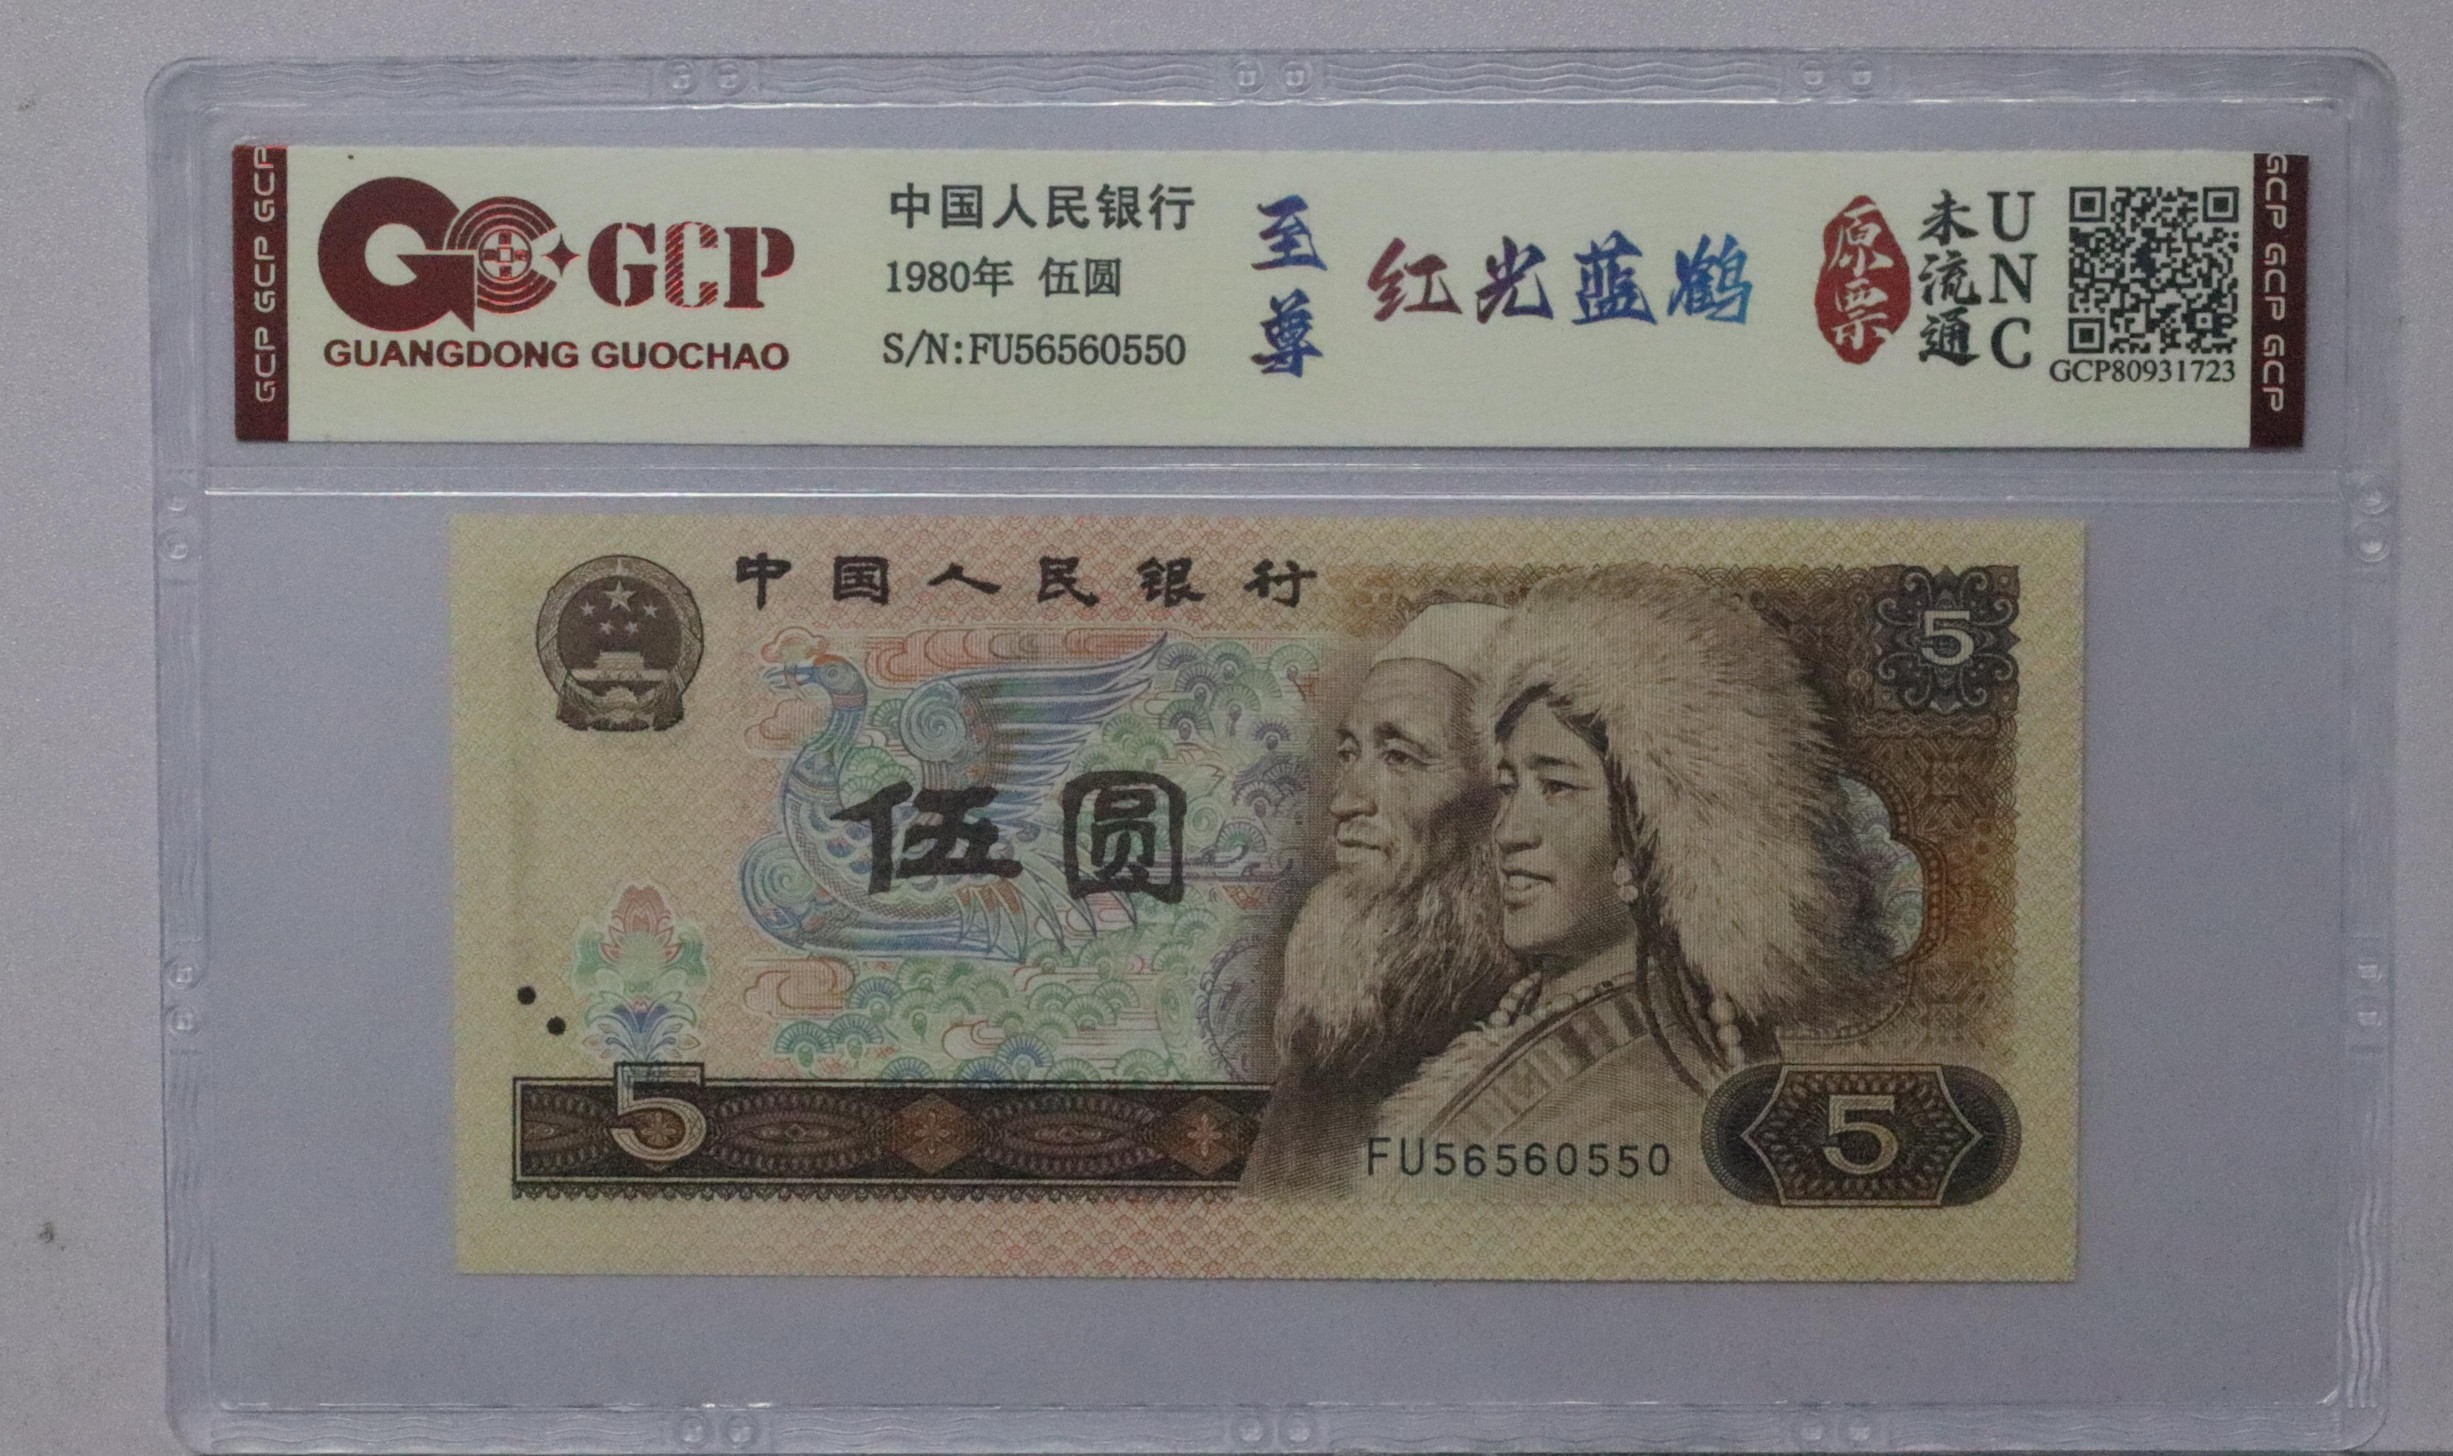 GCP GCP GCP
GCP
GUANGDONG GUOCHAO
中国人民银行
1980年 伍圆
S/N:FU56560550
至尊
红光蓝鹤
原票
未流通
UNC
GCP80931723
GCP GCP GCP
中国人民银行
5
伍圆
5
FU56560550
5